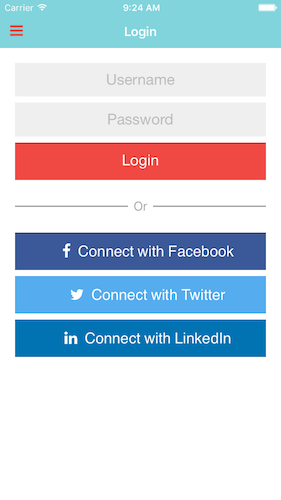 Carrier 9:24 AM
Login
Username
Password
Login
Or
Connect with Facebook
Connect with Twitter
in Connect with LinkedIn